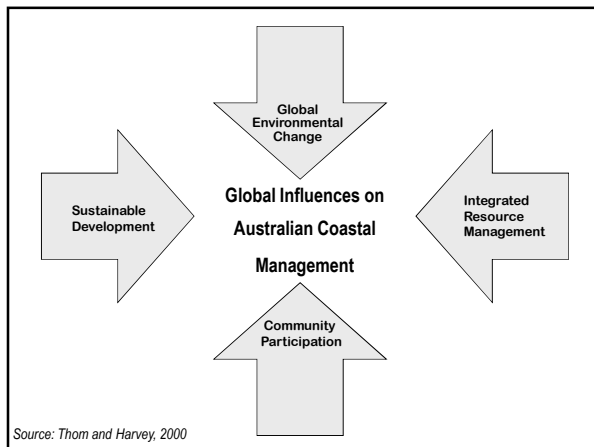 Global
Environmental
Change
Sustainable
Development
Global Influences on
Australian Coastal
Management
Integrated
Resource
Management
Community
Participation
Source: Thom and Harvey, 2000